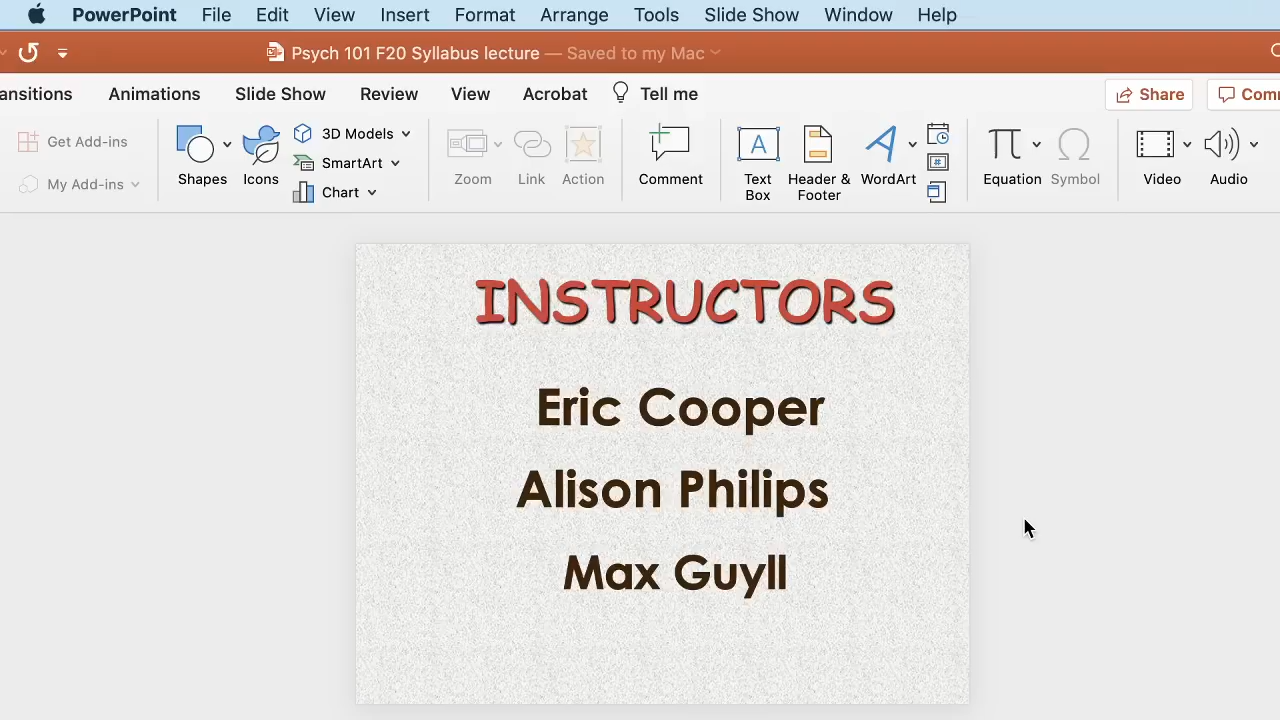 PowerPoint File Edit View Insert Format Arrange Tools Slide Show Window Help
Psych 101 F20 Syllabus lecture — Saved to my Mac
ansitions Animations Slide Show Review View Acrobat Tell me Share Comm
Get Add-ins
My Add-ins
Shapes
Icons
3D Models
SmartArt
Chart
Zoom
Link
Action
Comment
A
Text
Box
Header &
Footer
WordArt
Equation
Symbol
Video
Audio
INSTRUCTORS
Eric Cooper
Alison Philips
Max Guyll